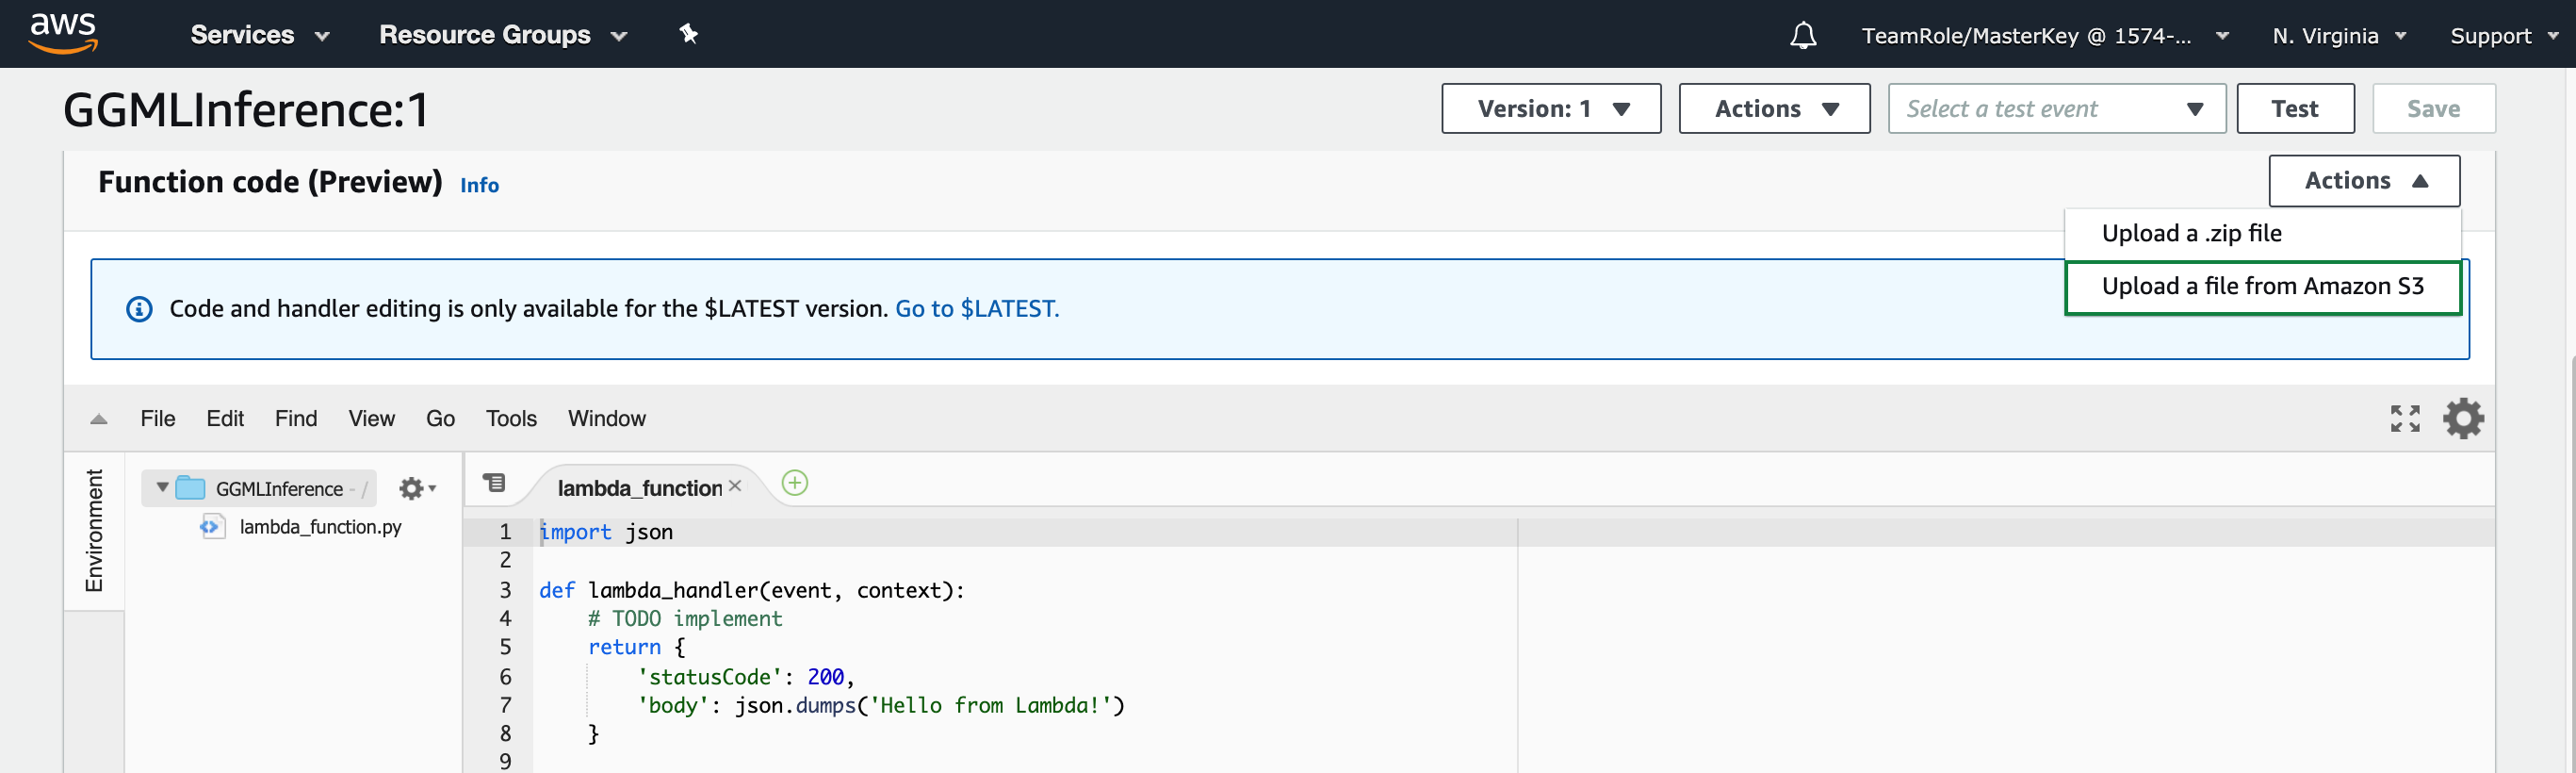 aws Services Resource Groups TeamRole/MasterKey @ 1574-... N. Virginia Support
GGMLInference:1 Version: 1 Actions Select a test event Test Save
Function code (Preview) Info Actions
Upload a .zip file
Upload a file from Amazon S3
Code and handler editing is only available for the $LATEST version. Go to $LATEST.
File Edit Find View Go Tools Window
Environment
GGMLInference - /
lambda_function.py
lambda_function
1 import json
2
3 def lambda_handler(event, context):
4     # TODO implement
5     return {
6         'statusCode': 200,
7         'body': json.dumps('Hello from Lambda!')
8     }
9